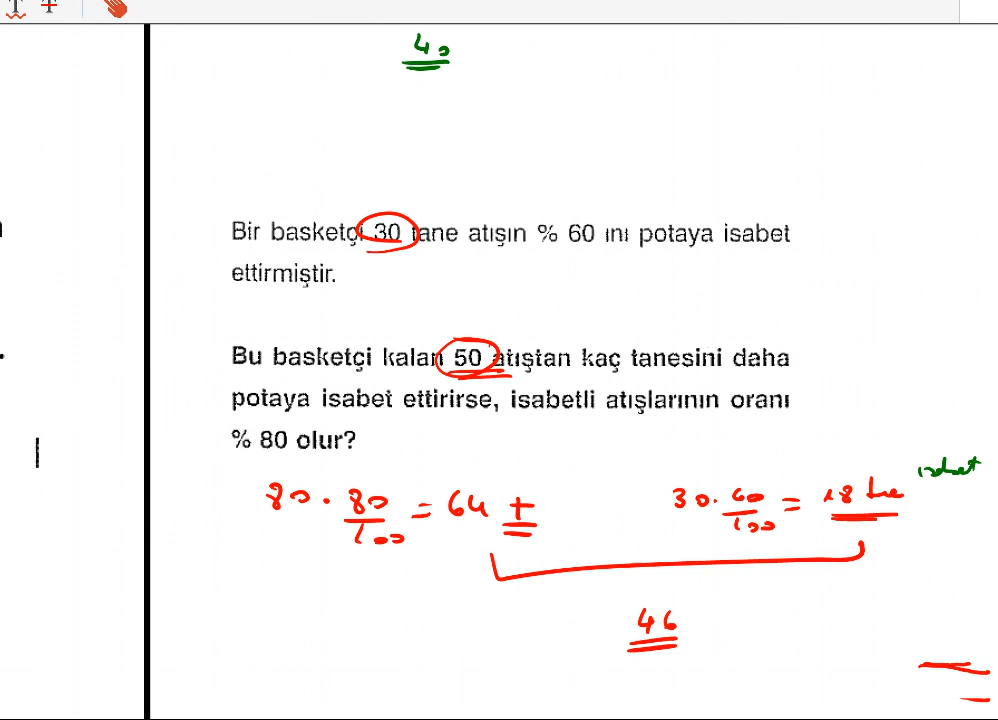 40
Bir basketçi 30 tane atışın % 60 ını potaya isabet
ettirmiştir.
Bu basketçi kalan 50 atıştan kaç tanesini daha
potaya isabet ettirirse, isabetli atışlarının oranı
% 80 olur?
isabet
80 · 80/100 = 64 + 30 · 60/100 = 18 tane
46